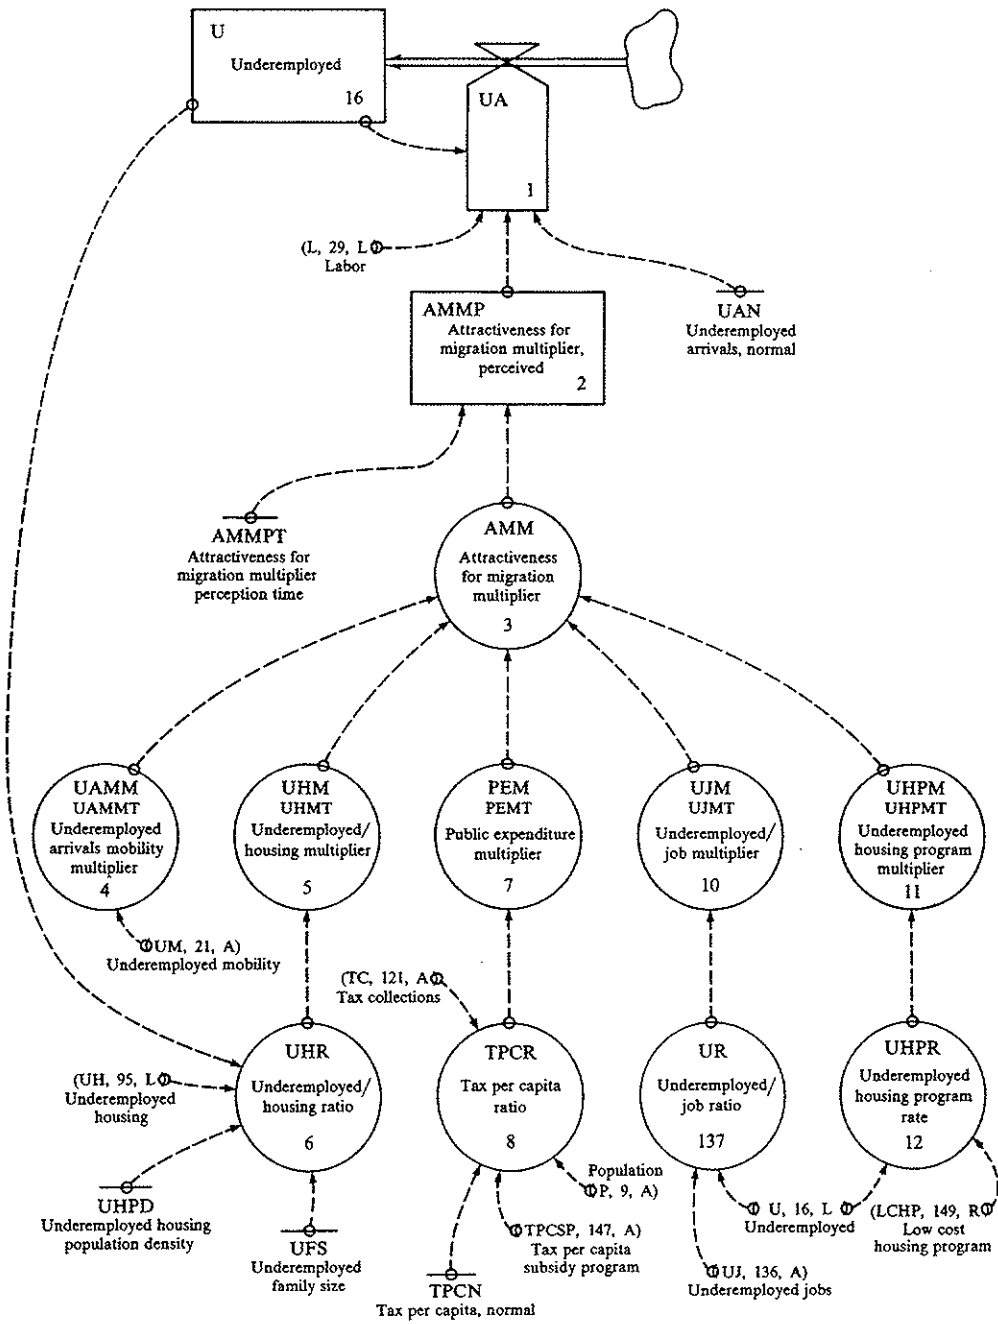 U
Underemployed
16
UA
1
(L, 29, L
Labor
UAN
Underemployed
arrivals, normal
AMMP
Attractiveness for
migration multiplier,
perceived
2
AMMPT
Attractiveness for
migration multiplier
perception time
AMM
Attractiveness
for migration
multiplier
3
UAMM
UAMMT
Underemployed
arrivals mobility
multiplier
4
UHM
UHMT
Underemployed/
housing multiplier
5
PEM
PEMT
Public expenditure
multiplier
7
UJM
UJMT
Underemployed/
job multiplier
10
UHPM
UHPMT
Underemployed
housing program
multiplier
11
UM, 21, A)
Underemployed mobility
(TC, 121, A
Tax collections
UHR
Underemployed/
housing ratio
6
TPCR
Tax per capita
ratio
8
UR
Underemployed/
job ratio
137
UHPR
Underemployed
housing program
rate
12
(UH, 95, L
Underemployed
housing
UHPD
Underemployed housing
population density
UFS
Underemployed
family size
TPCN
Tax per capita, normal
TPCSP, 147, A)
Tax per capita
subsidy program
Population
P, 9, A)
U, 16, L
Underemployed
UJ, 136, A)
Underemployed jobs
(LCHP, 149, R
Low cost
housing program